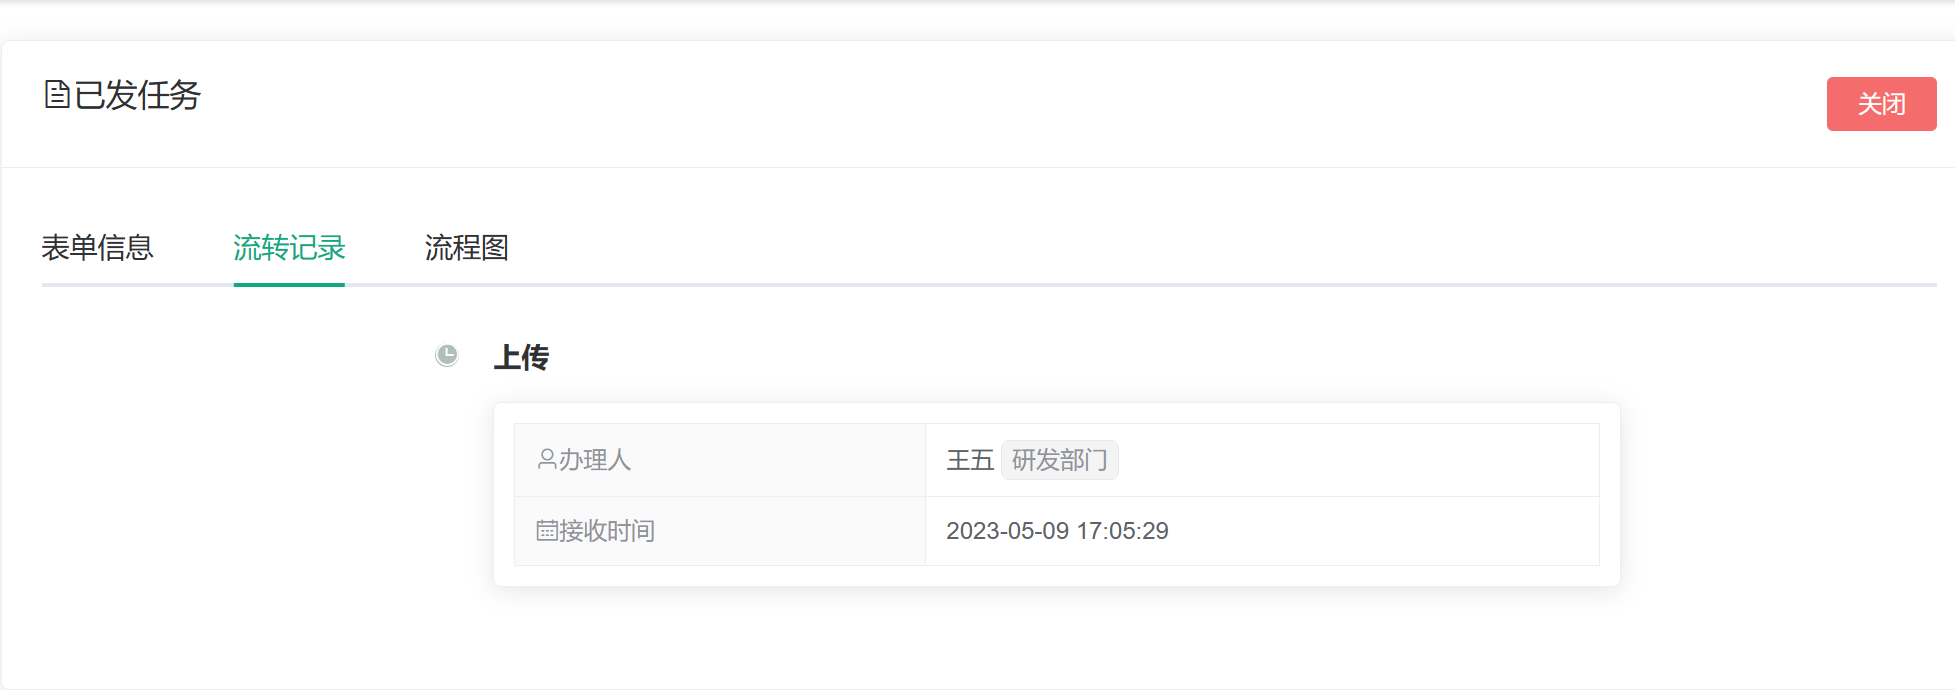 已发任务
关闭
表单信息 流转记录 流程图
上传
办理人 王五 研发部门
接收时间 2023-05-09 17:05:29